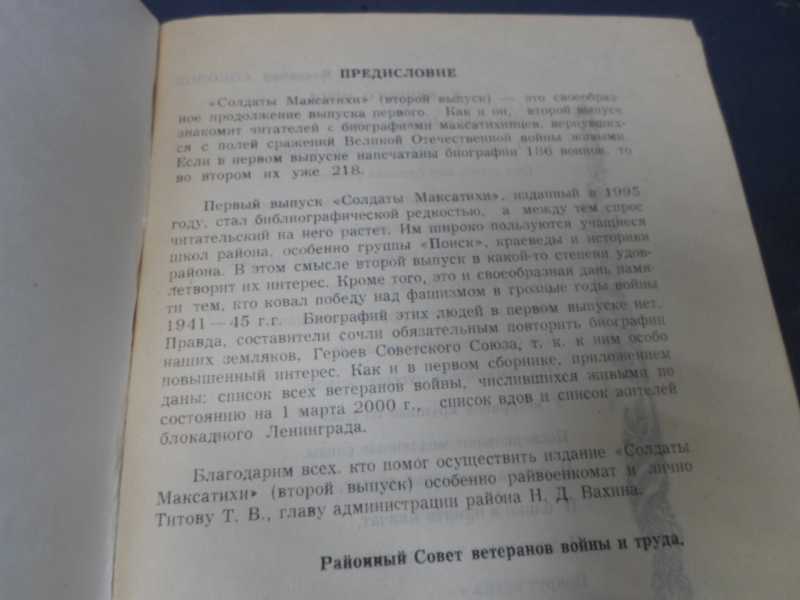 ПРЕДИСЛОВИЕ
«Солдаты Максатихи» (второй выпуск) — это своеобраз-
ное продолжение выпуска первого. Как и он, второй выпуск
знакомит читателей с биографиями максатихинцев, вернувших-
ся с полей сражений Великой Отечественной войны живыми.
Если в первом выпуске напечатаны биографии 186 воинов, то
во втором их уже 218.
Первый выпуск «Солдаты Максатихи», изданный в 1995
году, стал библиографической редкостью, а между тем спрос
читательский на него растет. Им широко пользуются учащиеся
школ района, особенно группы «Поиск», краеведы и историки
района. В этом смысле второй выпуск в какой-то степени удов-
летворит их интерес. Кроме того, это и своеобразная дань памя-
ти тем, кто ковал победу над фашизмом в грозные годы войны
1941—45 г.г. Биографий этих людей в первом выпуске нет.
Правда, составители сочли обязательным повторить биографии
наших земляков, Героев Советского Союза, т. к. к ним особо
повышенный интерес. Как и в первом сборнике, приложением
даны: список всех ветеранов войны, числившихся живыми по
состоянию на 1 марта 2000 г., список вдов и список жителей
блокадного Ленинграда.
Благодарим всех, кто помог осуществить издание «Солдаты
Максатихи» (второй выпуск) особенно райвоенкомат и лично
Титову Т. В., главу администрации района Н. Д. Вахина.
Районный Совет ветеранов войны и труда.